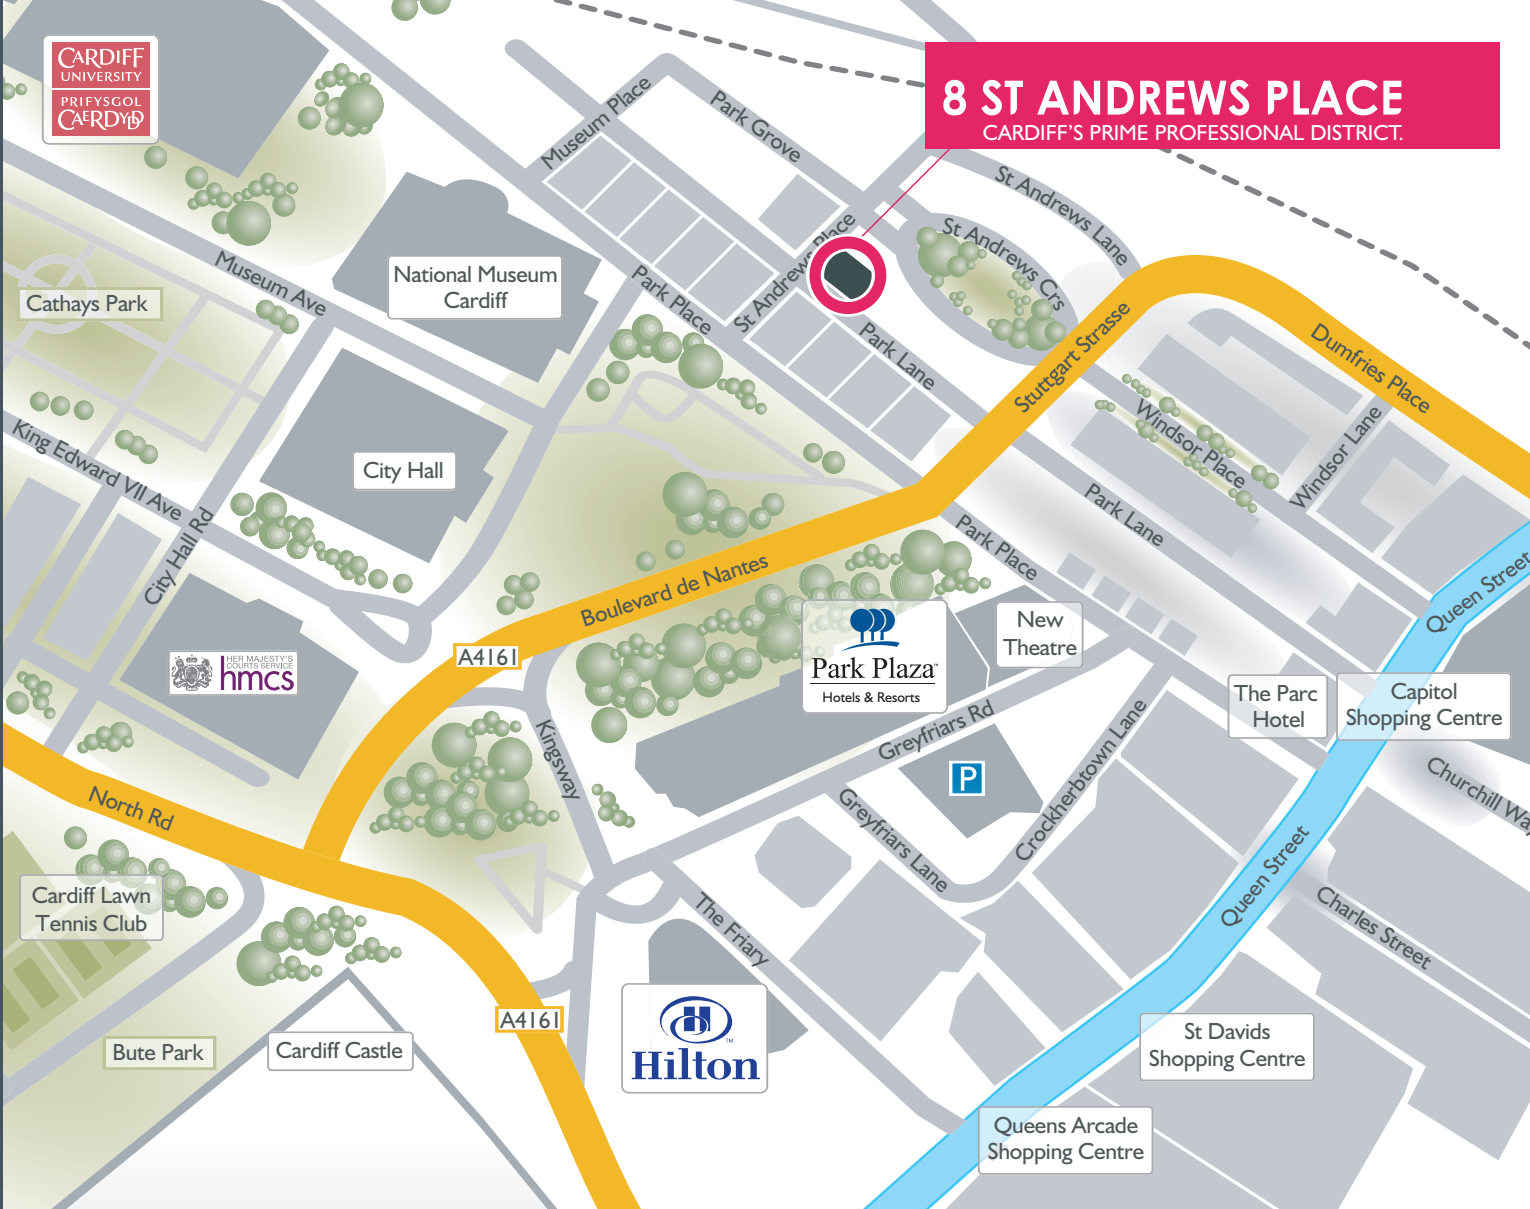 CARDIFF
UNIVERSITY
PRIFYSGOL
CAERDYDD
8 ST ANDREWS PLACE
CARDIFF'S PRIME PROFESSIONAL DISTRICT.
Museum Place
Park Grove
St Andrews Lane
St Andrews Crs
St Andrews Place
Museum Ave
National Museum
Cardiff
Cathays Park
Park Place
Park Lane
Stuttgart Strasse
Dumfries Place
Windsor Place
Windsor Lane
King Edward VII Ave
City Hall
City Hall Rd
Park Lane
Park Place
Boulevard de Nantes
Queen Street
A4161
HER MAJESTY'S
COURTS SERVICE
hmcs
Park Plaza™
Hotels & Resorts
New
Theatre
The Parc
Hotel
Capitol
Shopping Centre
Kingsway
Greyfriars Rd
P
Crockherbtown Lane
Churchill Wa
North Rd
Greyfriars Lane
Queen Street
Charles Street
Cardiff Lawn
Tennis Club
The Friary
A4161
H
™
Hilton
Bute Park
Cardiff Castle
St Davids
Shopping Centre
Queens Arcade
Shopping Centre